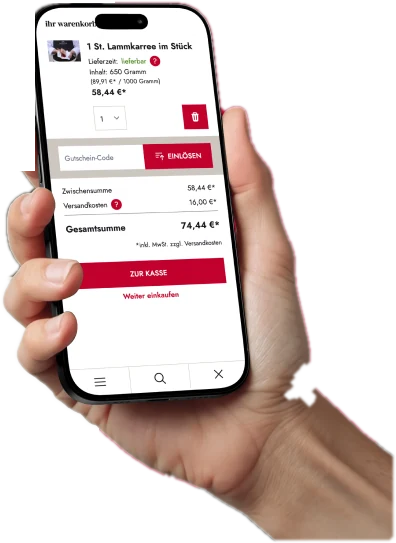 ihr warenkorb
1 St. Lammkarree im Stück
Lieferzeit: lieferbar ?
Inhalt: 650 Gramm
(89,91 €* / 1000 Gramm)
58,44 €*
1
Gutschein-Code
EINLÖSEN
Zwischensumme 58,44 €*
Versandkosten ? 16,00 €*
Gesamtsumme 74,44 €*
*inkl. MwSt. zzgl. Versandkosten
ZUR KASSE
Weiter einkaufen